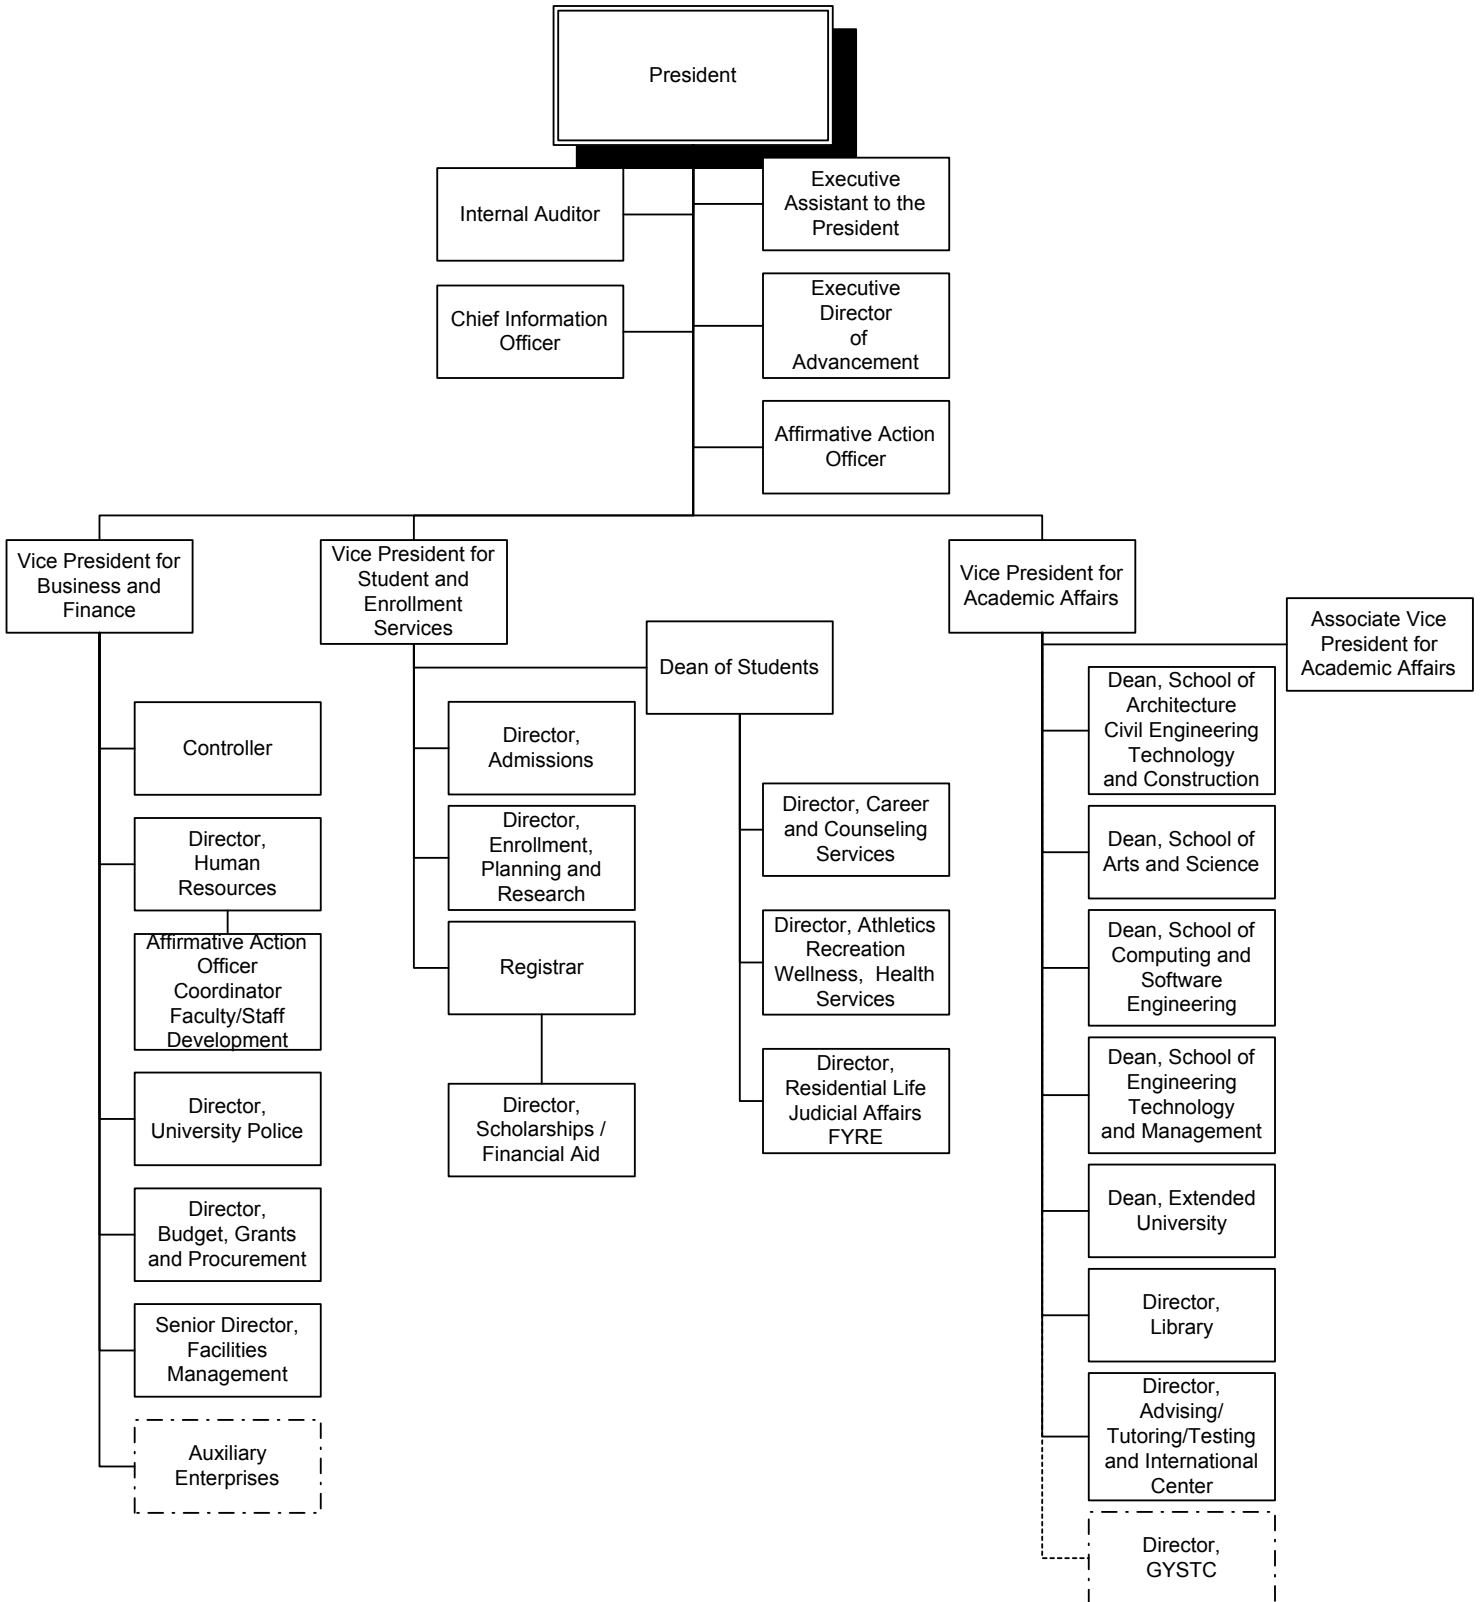 President
Internal Auditor
Executive
Assistant to the
President
Chief Information
Officer
Executive
Director
of
Advancement
Affirmative Action
Officer
Vice President for
Business and
Finance
Controller
Director,
Human
Resources
Affirmative Action
Officer
Coordinator
Faculty/Staff
Development
Director,
University Police
Director,
Budget, Grants
and Procurement
Senior Director,
Facilities
Management
Auxiliary
Enterprises
Vice President for
Student and
Enrollment
Services
Dean of Students
Director,
Admissions
Director,
Enrollment,
Planning and
Research
Registrar
Director,
Scholarships /
Financial Aid
Director, Career
and Counseling
Services
Director, Athletics
Recreation
Wellness, Health
Services
Director,
Residential Life
Judicial Affairs
FYRE
Vice President for
Academic Affairs
Associate Vice
President for
Academic Affairs
Dean, School of
Architecture
Civil Engineering
Technology
and Construction
Dean, School of
Arts and Science
Dean, School of
Computing and
Software
Engineering
Dean, School of
Engineering
Technology
and Management
Dean, Extended
University
Director,
Library
Director,
Advising/
Tutoring/Testing
and International
Center
Director,
GYSTC